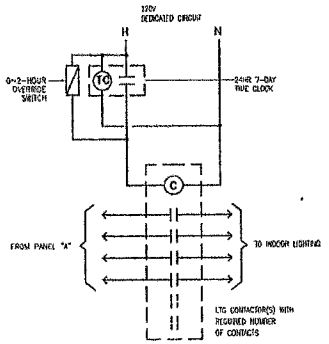 120V
DEDICATED CIRCUIT
H
N
0-2-HOUR
OVERRIDE
SWITCH
TC
24HR 7-DAY
TIME CLOCK
C
FROM PANEL "A"
TO INDOOR LIGHTING
LTG CONTACTOR(S) WITH
REQUIRED NUMBER
OF CONTACTS